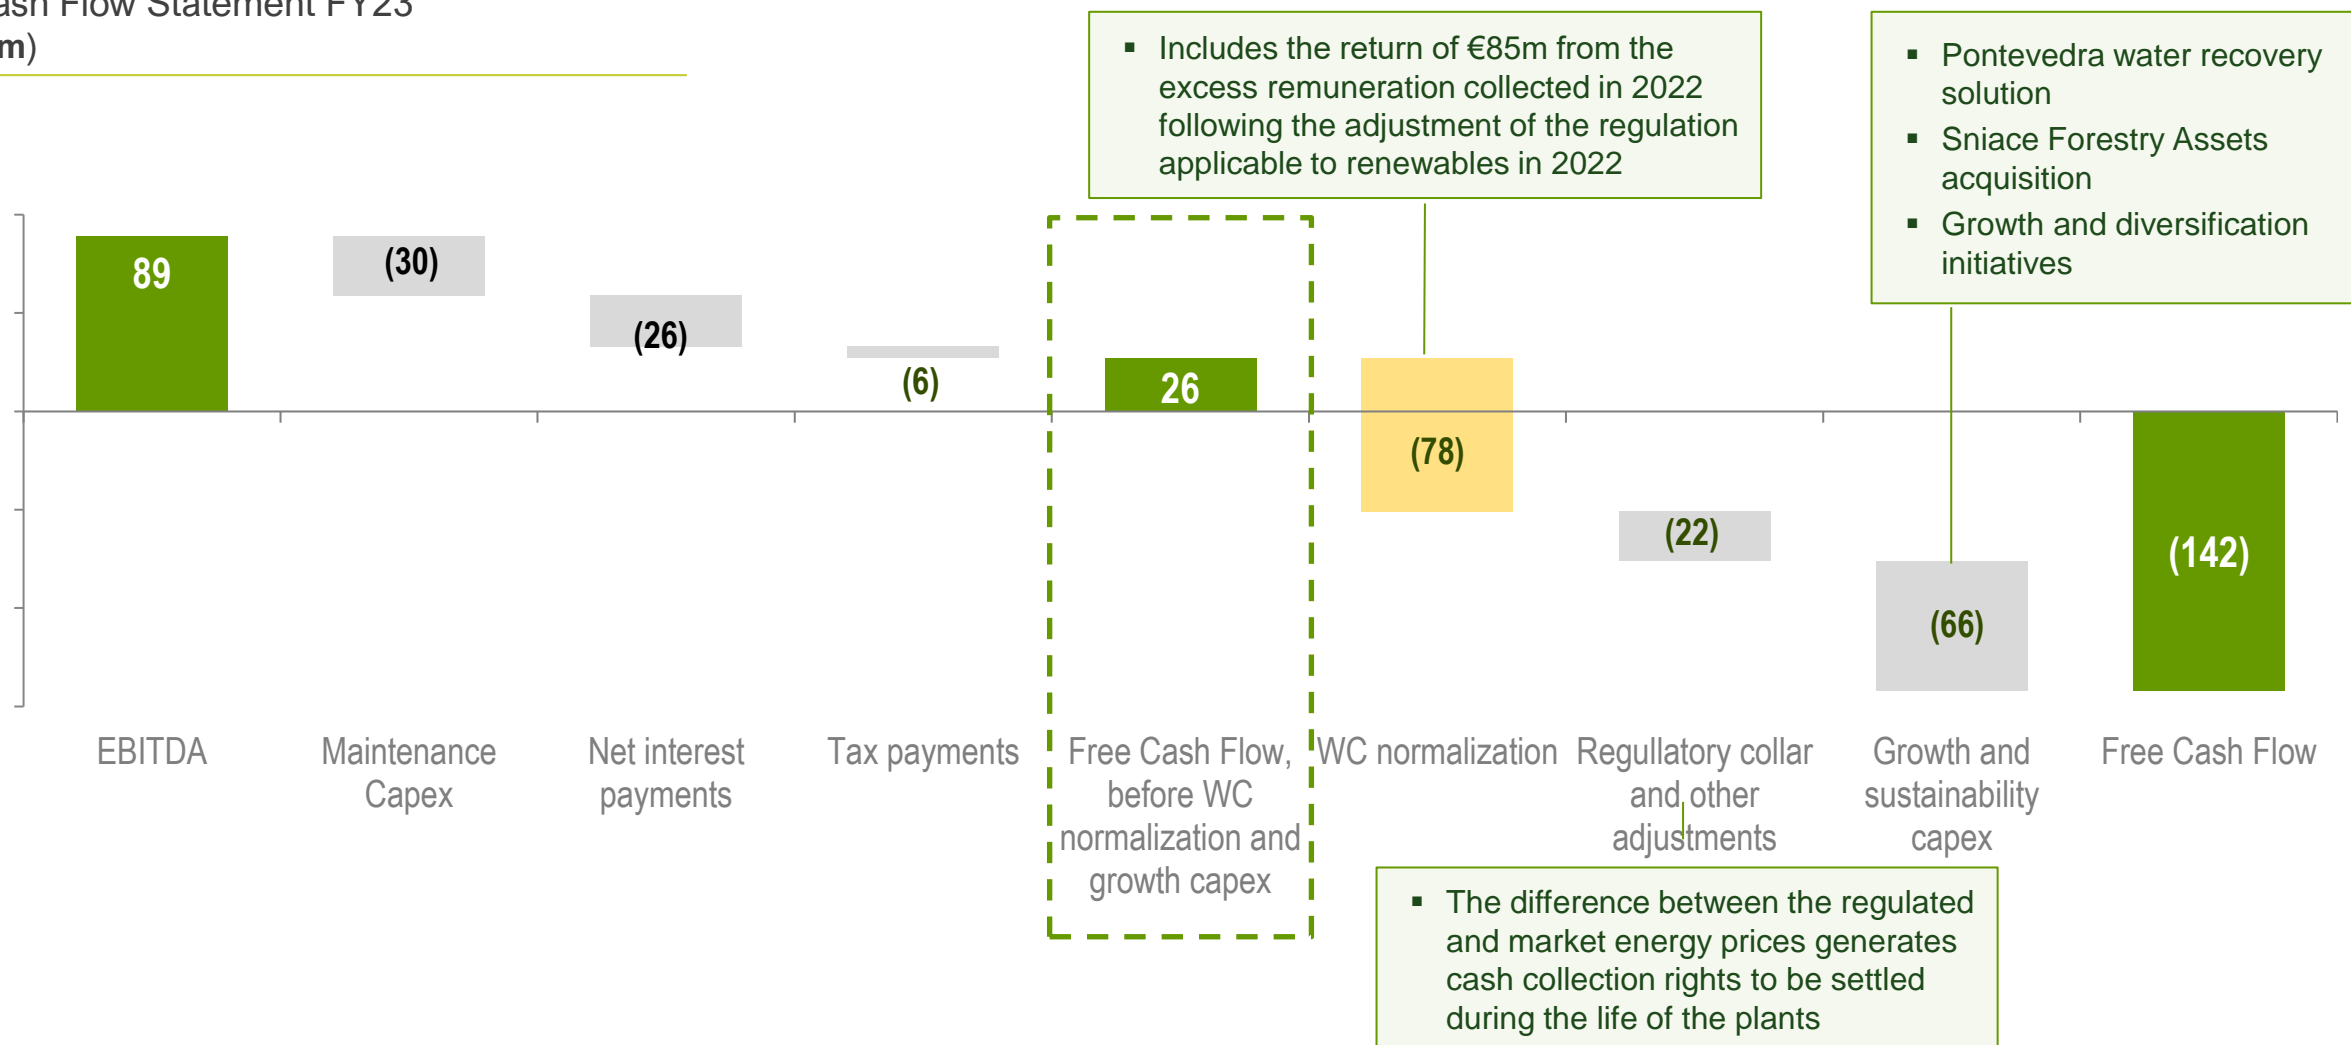 ash Flow Statement FY23
m)
▪ Includes the return of €85m from the
excess remuneration collected in 2022
following the adjustment of the regulation
applicable to renewables in 2022
▪ Pontevedra water recovery
solution
▪ Sniace Forestry Assets
acquisition
▪ Growth and diversification
initiatives
89
(30)
(26)
(6)
26
(78)
(22)
(66)
(142)
EBITDA
Maintenance
Capex
Net interest
payments
Tax payments
Free Cash Flow,
before WC
normalization and
growth capex
WC normalization
Regullatory collar
and other
adjustments
Growth and
sustainability
capex
Free Cash Flow
▪ The difference between the regulated
and market energy prices generates
cash collection rights to be settled
during the life of the plants